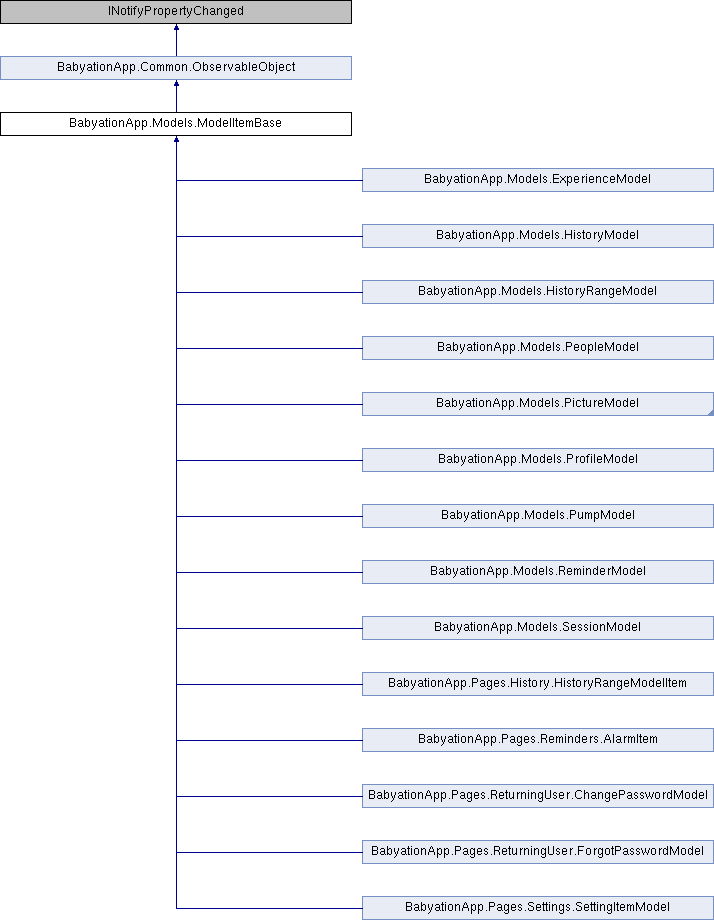 INotifyPropertyChanged
BabyationApp.Common.ObservableObject
BabyationApp.Models.ModelItemBase
BabyationApp.Models.ExperienceModel
BabyationApp.Models.HistoryModel
BabyationApp.Models.HistoryRangeModel
BabyationApp.Models.PeopleModel
BabyationApp.Models.PictureModel
BabyationApp.Models.ProfileModel
BabyationApp.Models.PumpModel
BabyationApp.Models.ReminderModel
BabyationApp.Models.SessionModel
BabyationApp.Pages.History.HistoryRangeModelItem
BabyationApp.Pages.Reminders.AlarmItem
BabyationApp.Pages.ReturningUser.ChangePasswordModel
BabyationApp.Pages.ReturningUser.ForgotPasswordModel
BabyationApp.Pages.Settings.SettingItemModel